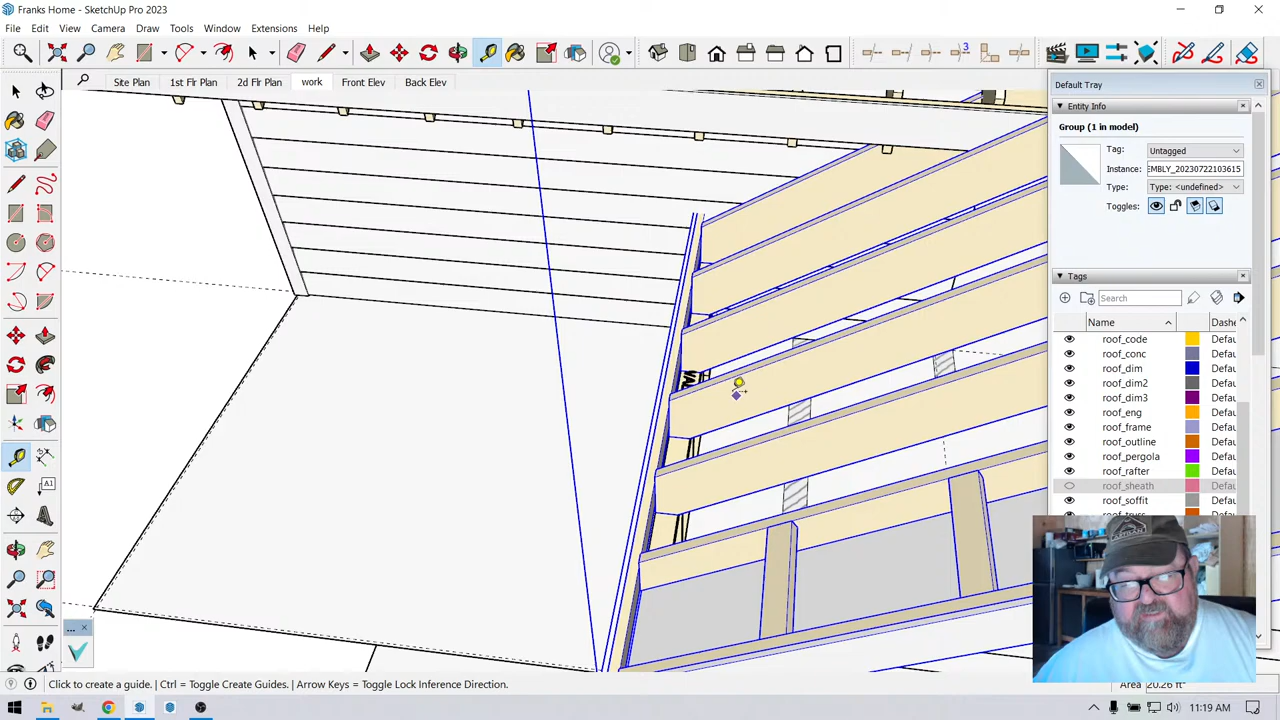 Franks Home - SketchUp Pro 2023
File Edit View Camera Draw Tools Window Extensions Help
3
Site Plan 1st Flr Plan 2d Flr Plan work Front Elev Back Elev
Default Tray
Entity Info
Group (1 in model)
Tag: Untagged
Instance: EMBLY_20230722103615
Type: Type: <undefined>
Toggles:
Tags
Search
Name Dashe
roof_code Defau
roof_conc Defau
roof_dim Defau
roof_dim2 Defau
roof_dim3 Defau
roof_eng Defau
roof_frame Defau
roof_outline Defau
roof_pergola Defau
roof_rafter Defau
roof_sheath Defau
roof_soffit Defau
A1
...
Click to create a guide. | Ctrl = Toggle Create Guides. | Arrow Keys = Toggle Lock Inference Direction.
Area 20.26 ft²
11:19 AM